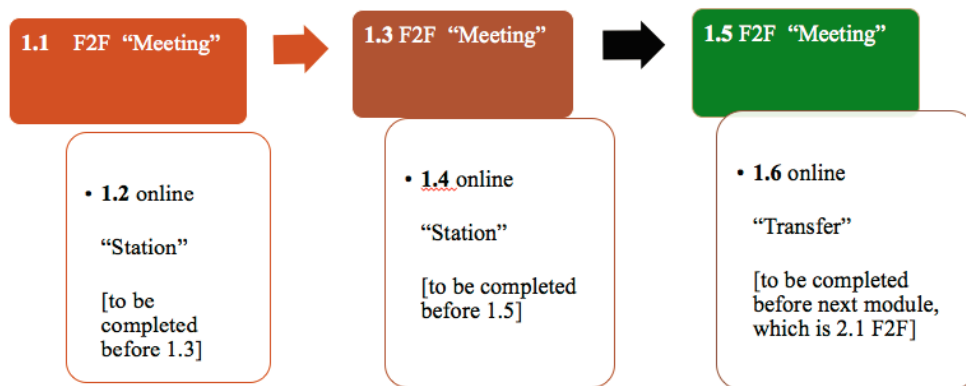 1.1 F2F “Meeting”
1.3 F2F “Meeting”
1.5 F2F “Meeting”
• 1.2 online
“Station”
[to be
completed
before 1.3]
• 1.4 online
“Station”
[to be completed
before 1.5]
• 1.6 online
“Transfer”
[to be completed
before next module,
which is 2.1 F2F]